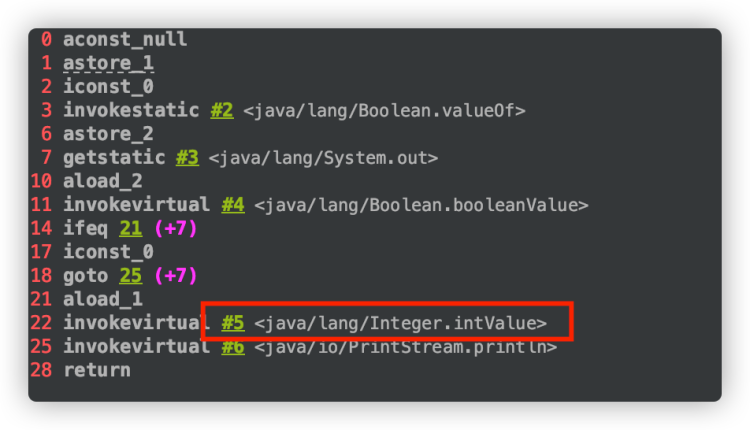 0 aconst_null
1 astore_1
2 iconst_0
3 invokestatic #2 <java/lang/Boolean.valueOf>
6 astore_2
7 getstatic #3 <java/lang/System.out>
10 aload_2
11 invokevirtual #4 <java/lang/Boolean.booleanValue>
14 ifeq 21 (+7)
17 iconst_0
18 goto 25 (+7)
21 aload_1
22 invokevirtual #5 <java/lang/Integer.intValue>
25 invokevirtual #6 <java/io/PrintStream.println>
28 return